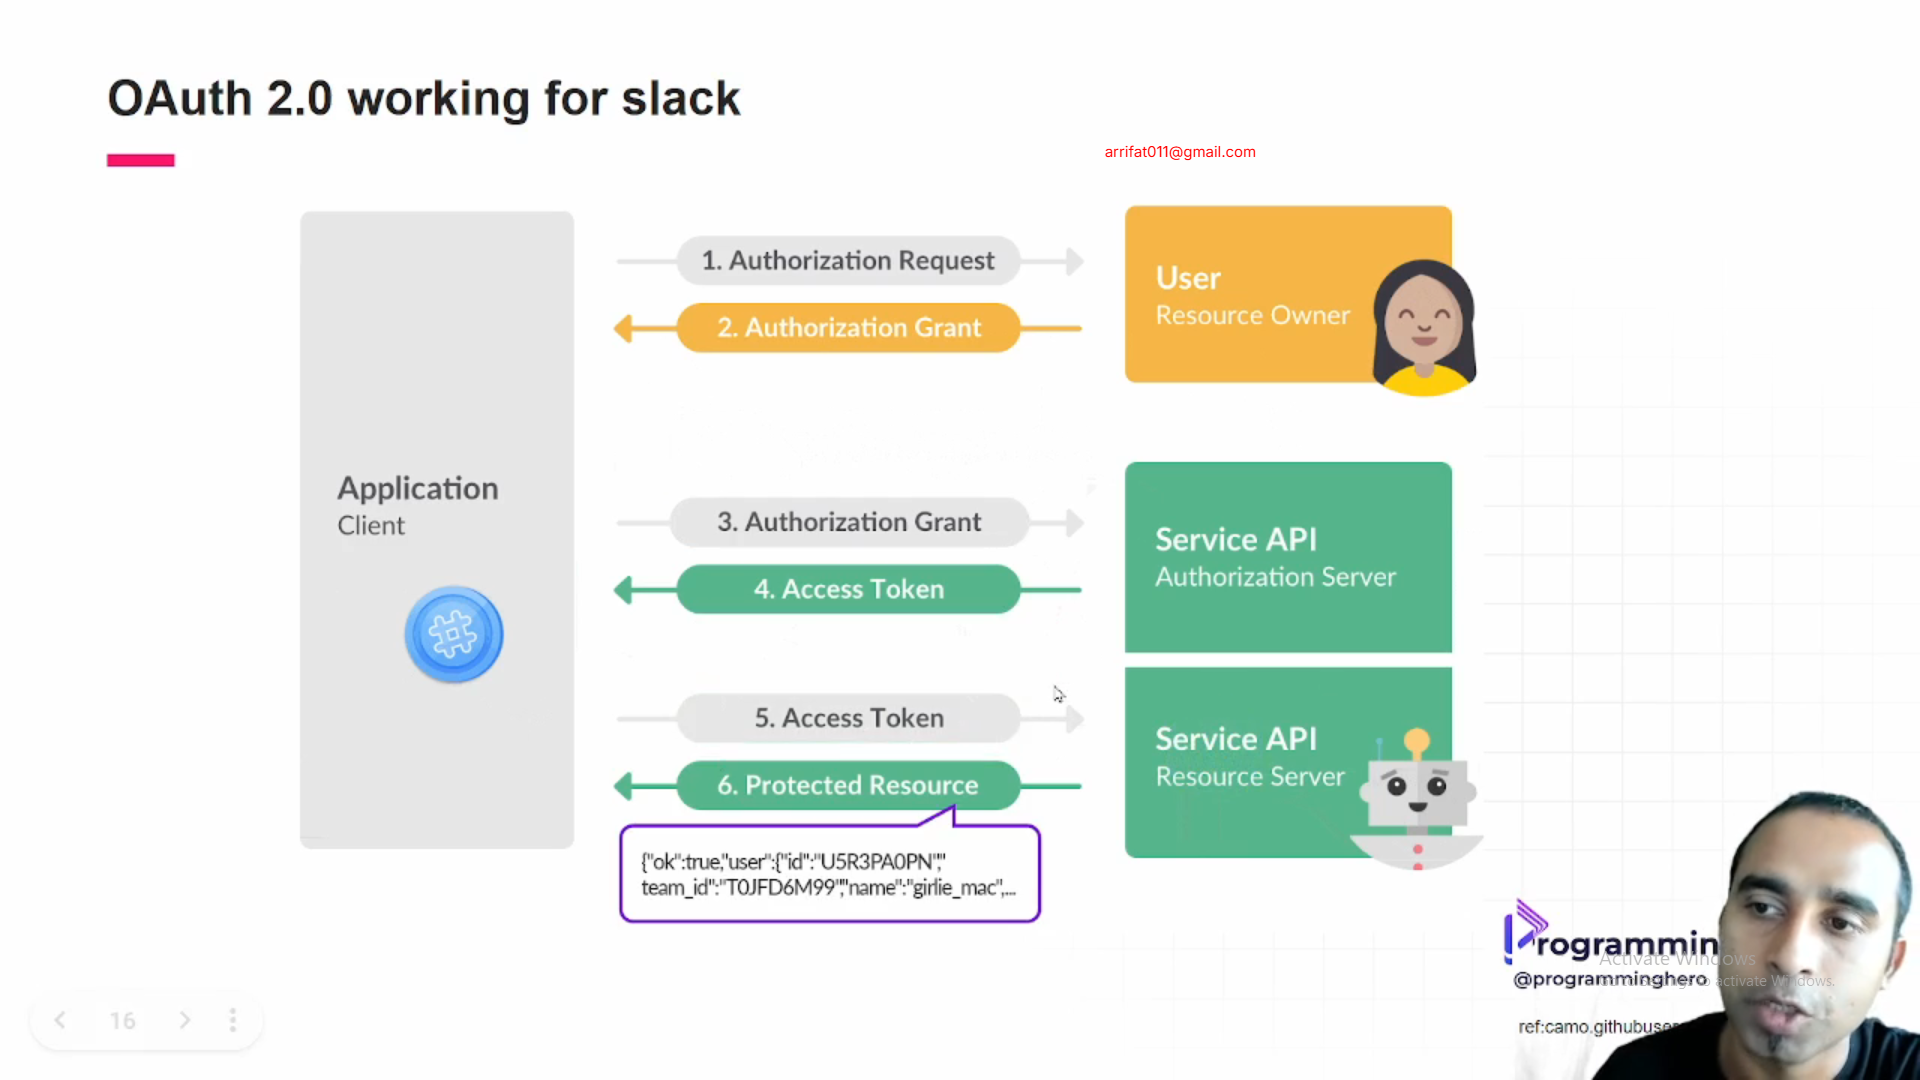 OAuth 2.0 working for slack
arrifat011@gmail.com
1. Authorization Request
2. Authorization Grant
User
Resource Owner
Application
Client
3. Authorization Grant
4. Access Token
Service API
Authorization Server
5. Access Token
6. Protected Resource
Service API
Resource Server
{"ok":true,"user":{"id":"U5R3PA0PN","
team_id":"T0JFD6M99","name":"girlie_mac",...
Programmin
@programminghero
Activate Windows
to activate Windows.
ref:camo.githubuse
16